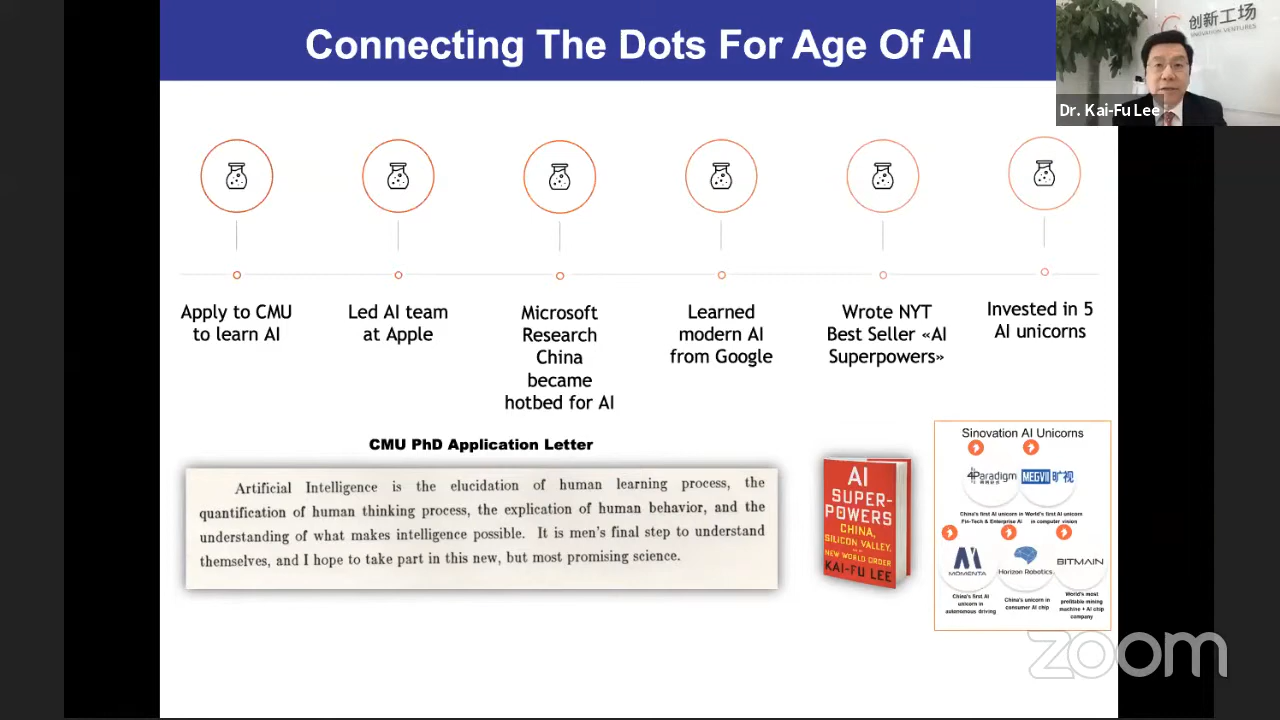 Connecting The Dots For Age Of AI
创新工场
Dr. Kai-Fu Lee
Apply to CMU
to learn AI
Led AI team
at Apple
Microsoft
Research
China
became
hotbed for AI
Learned
modern AI
from Google
Wrote NYT
Best Seller «AI
Superpowers»
Invested in 5
AI unicorns
CMU PhD Application Letter
Artificial Intelligence is the elucidation of human learning process, the
quantification of human thinking process, the explication of human behavior, and the
understanding of what makes intelligence possible. It is men's final step to understand
themselves, and I hope to take part in this new, but most promising science.
AI
SUPER-
POWERS
CHINA,
SILICON VALLEY,
NEW WORLD ORDER
KAI-FU LEE
Sinovation AI Unicorns
4Paradigm
MEGVII 旷视
China's first AI unicorn in
Fin-Tech & Enterprise AI
World's first AI unicorn
in computer vision
MOMENTA
Horizon Robotics
BITMAIN
China's first AI
unicorn in
autonomous driving
China's unicorn in
consumer AI chip
World's most
profitable mining
machine + AI chip
company
zoom